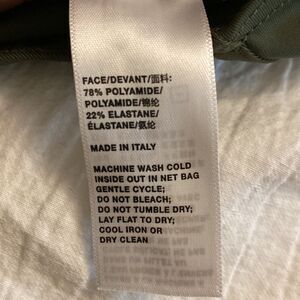 FACE/DEVANT/面料:
78% POLYAMIDE/
POLYAMIDE/锦纶
22% ELASTANE/
ÉLASTANE/氨纶
MADE IN ITALY
MACHINE WASH COLD
INSIDE OUT IN NET BAG
GENTLE CYCLE;
DO NOT BLEACH;
DO NOT TUMBLE DRY;
LAY FLAT TO DRY;
COOL IRON OR
DRY CLEAN